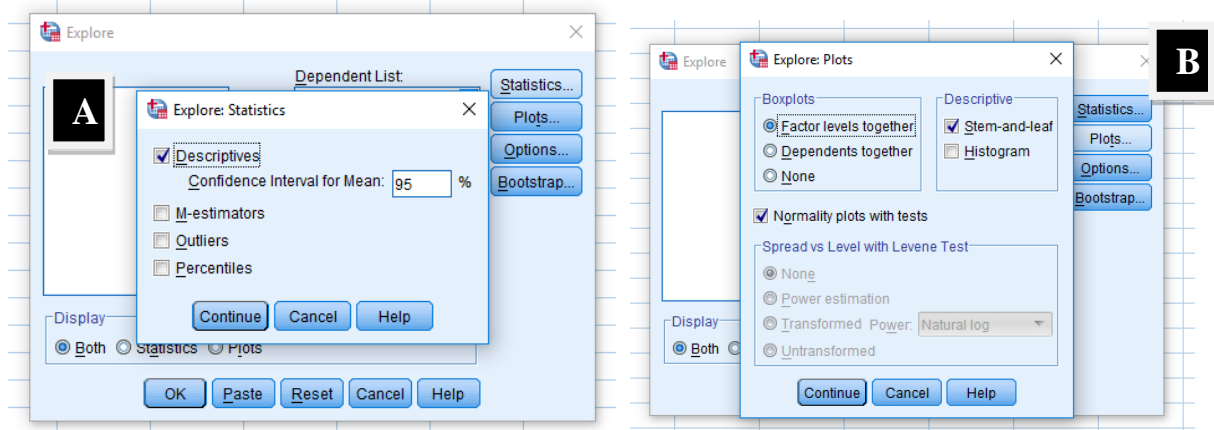 Explore
A
Dependent List:
Statistics...
Plots...
Options...
Bootstrap...
Explore: Statistics
Descriptives
Confidence Interval for Mean: 95 %
M-estimators
Outliers
Percentiles
Continue Cancel Help
Display
Both Statistics Plots
OK Paste Reset Cancel Help
B
Explore
Statistics...
Plots...
Options...
Bootstrap...
Explore: Plots
Boxplots
Factor levels together
Dependents together
None
Descriptive
Stem-and-leaf
Histogram
Normality plots with tests
Spread vs Level with Levene Test
None
Power estimation
Transformed Power: Natural log
Untransformed
Continue Cancel Help
Display
Both